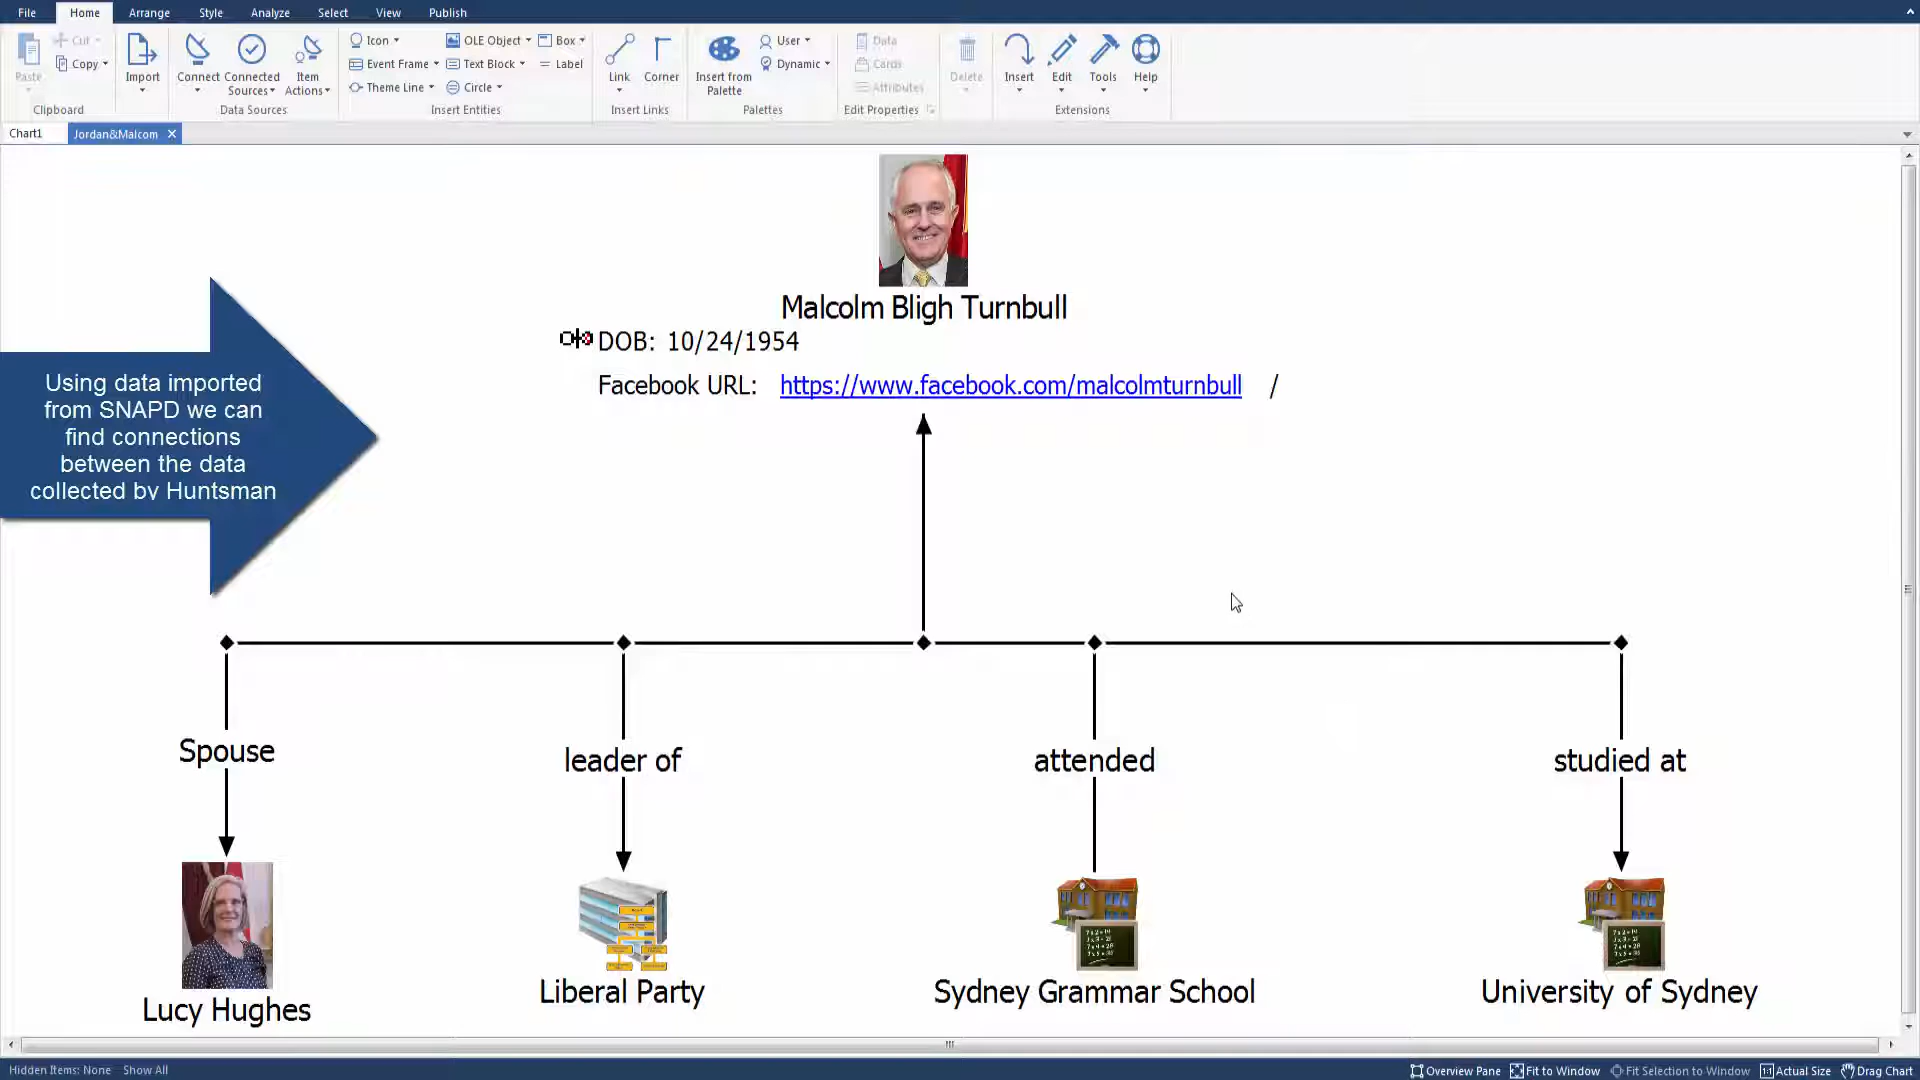 File Home Arrange Style Analyze Select View Publish
Paste Cut Copy Import Connect Connected Sources Item Actions Icon Event Frame Theme Line OLE Object Text Block Circle Box Label Link Corner Insert from Palette User Dynamic Data Cards Attributes Delete Insert Edit Tools Help
Clipboard Data Sources Insert Entities Insert Links Palettes Edit Properties Extensions
Chart1 Jordan&Malcom
Malcolm Bligh Turnbull
DOB: 10/24/1954
Facebook URL: https://www.facebook.com/malcolmturnbull /
Using data imported
from SNAPD we can
find connections
between the data
collected by Huntsman
Spouse leader of attended studied at
Lucy Hughes Liberal Party Sydney Grammar School University of Sydney
Hidden Items: None Show All Overview Pane Fit to Window Fit Selection to Window 1:1 Actual Size Drag Chart